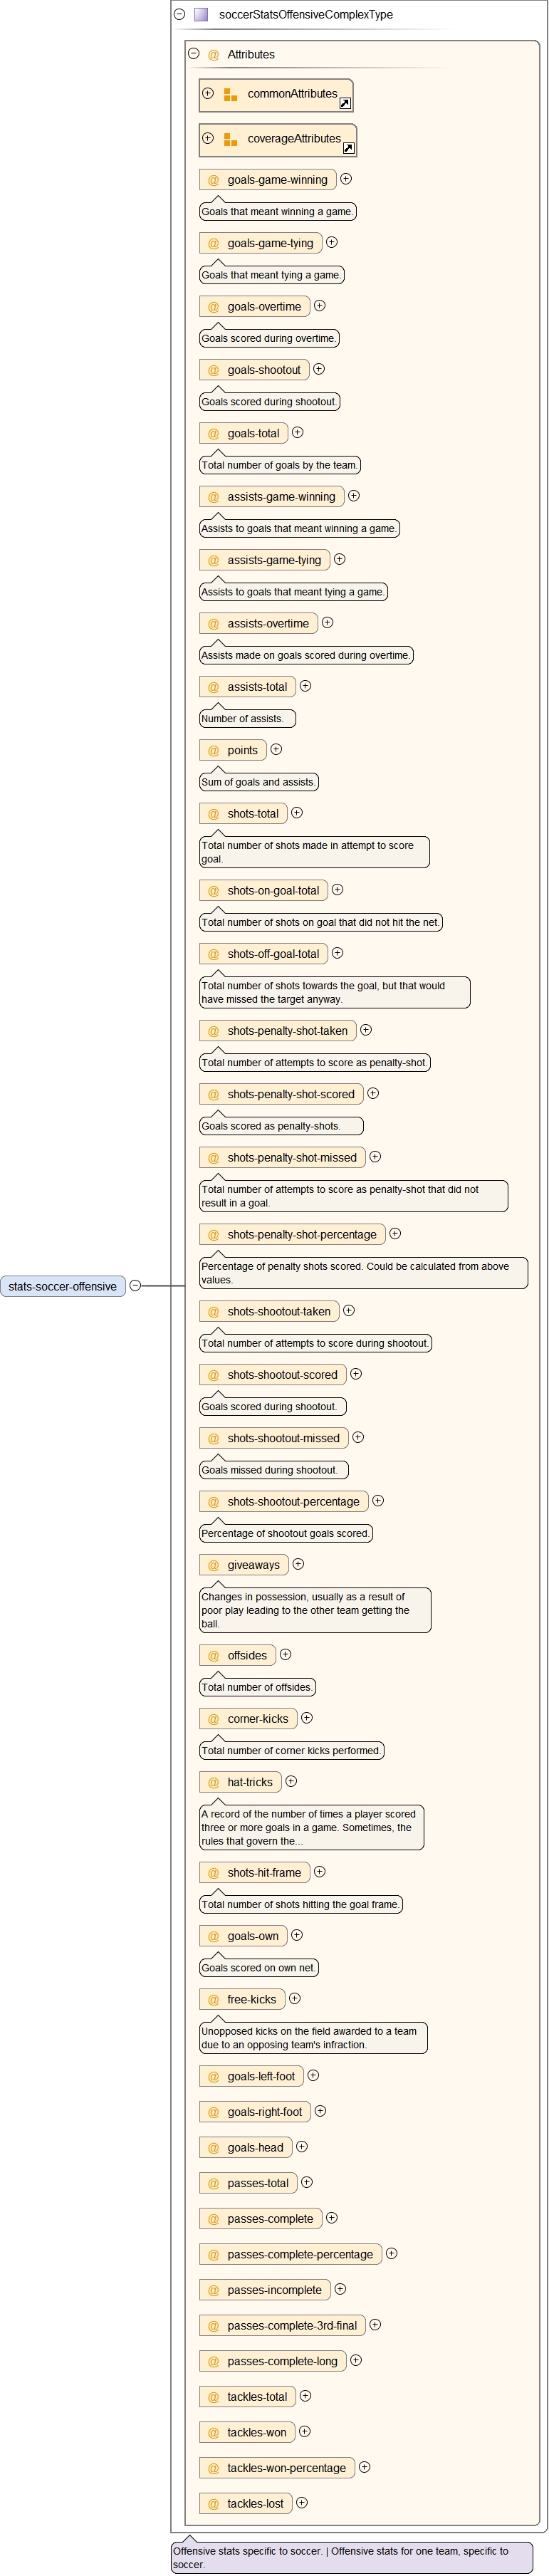 soccerStatsOffensiveComplexType
@ Attributes
commonAttributes
coverageAttributes
@ goals-game-winning
Goals that meant winning a game.
@ goals-game-tying
Goals that meant tying a game.
@ goals-overtime
Goals scored during overtime.
@ goals-shootout
Goals scored during shootout.
@ goals-total
Total number of goals by the team.
@ assists-game-winning
Assists to goals that meant winning a game.
@ assists-game-tying
Assists to goals that meant tying a game.
@ assists-overtime
Assists made on goals scored during overtime.
@ assists-total
Number of assists.
@ points
Sum of goals and assists.
@ shots-total
Total number of shots made in attempt to score
goal.
@ shots-on-goal-total
Total number of shots on goal that did not hit the net.
@ shots-off-goal-total
Total number of shots towards the goal, but that would
have missed the target anyway.
@ shots-penalty-shot-taken
Total number of attempts to score as penalty-shot.
@ shots-penalty-shot-scored
Goals scored as penalty-shots.
@ shots-penalty-shot-missed
Total number of attempts to score as penalty-shot that did not
result in a goal.
@ shots-penalty-shot-percentage
Percentage of penalty shots scored. Could be calculated from above
values.
stats-soccer-offensive
@ shots-shootout-taken
Total number of attempts to score during shootout.
@ shots-shootout-scored
Goals scored during shootout.
@ shots-shootout-missed
Goals missed during shootout.
@ shots-shootout-percentage
Percentage of shootout goals scored.
@ giveaways
Changes in possession, usually as a result of
poor play leading to the other team getting the
ball.
@ offsides
Total number of offsides.
@ corner-kicks
Total number of corner kicks performed.
@ hat-tricks
A record of the number of times a player scored
three or more goals in a game. Sometimes, the
rules that govern the...
@ shots-hit-frame
Total number of shots hitting the goal frame.
@ goals-own
Goals scored on own net.
@ free-kicks
Unopposed kicks on the field awarded to a team
due to an opposing team's infraction.
@ goals-left-foot
@ goals-right-foot
@ goals-head
@ passes-total
@ passes-complete
@ passes-complete-percentage
@ passes-incomplete
@ passes-complete-3rd-final
@ passes-complete-long
@ tackles-total
@ tackles-won
@ tackles-won-percentage
@ tackles-lost
Offensive stats specific to soccer. | Offensive stats for one team, specific to
soccer.